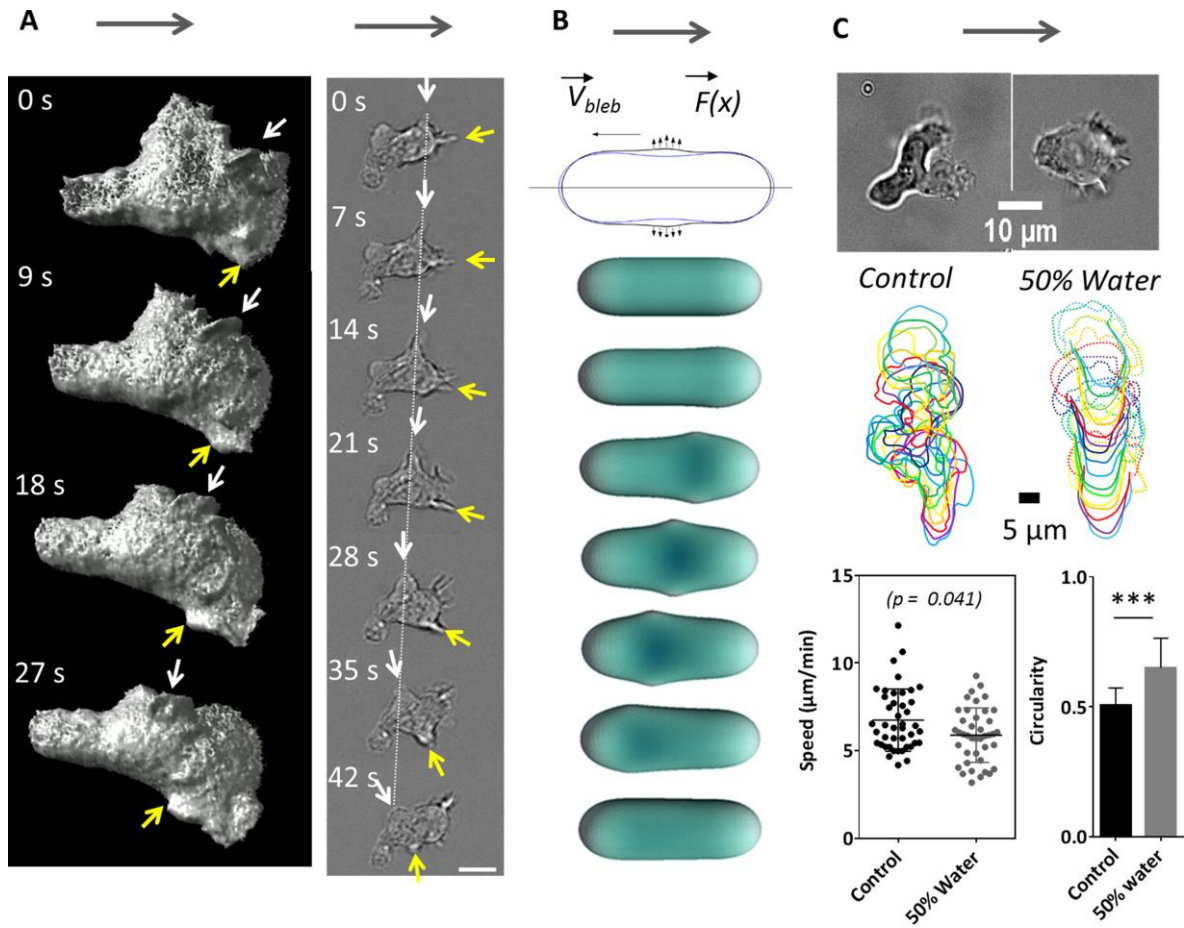 A
0 s
9 s
18 s
27 s
0 s
7 s
14 s
21 s
28 s
35 s
42 s
B
V bleb
F(x)
C
10 µm
Control
50% Water
5 µm
15
10
5
0
Speed (µm/min)
(p = 0.041)
Control
50% Water
1.0
0.5
0.0
Circularity
***
Control
50% water